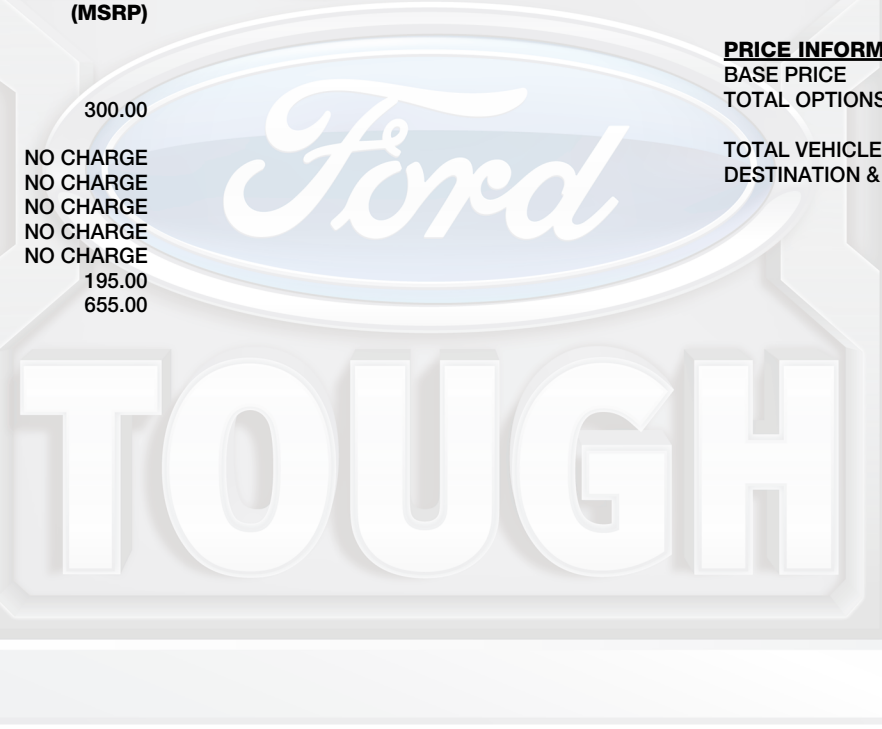 (MSRP)
300.00
NO CHARGE
NO CHARGE
NO CHARGE
NO CHARGE
NO CHARGE
195.00
655.00
PRICE INFORM
BASE PRICE
TOTAL OPTIONS
TOTAL VEHICLE
DESTINATION &
Ford
TOUGH